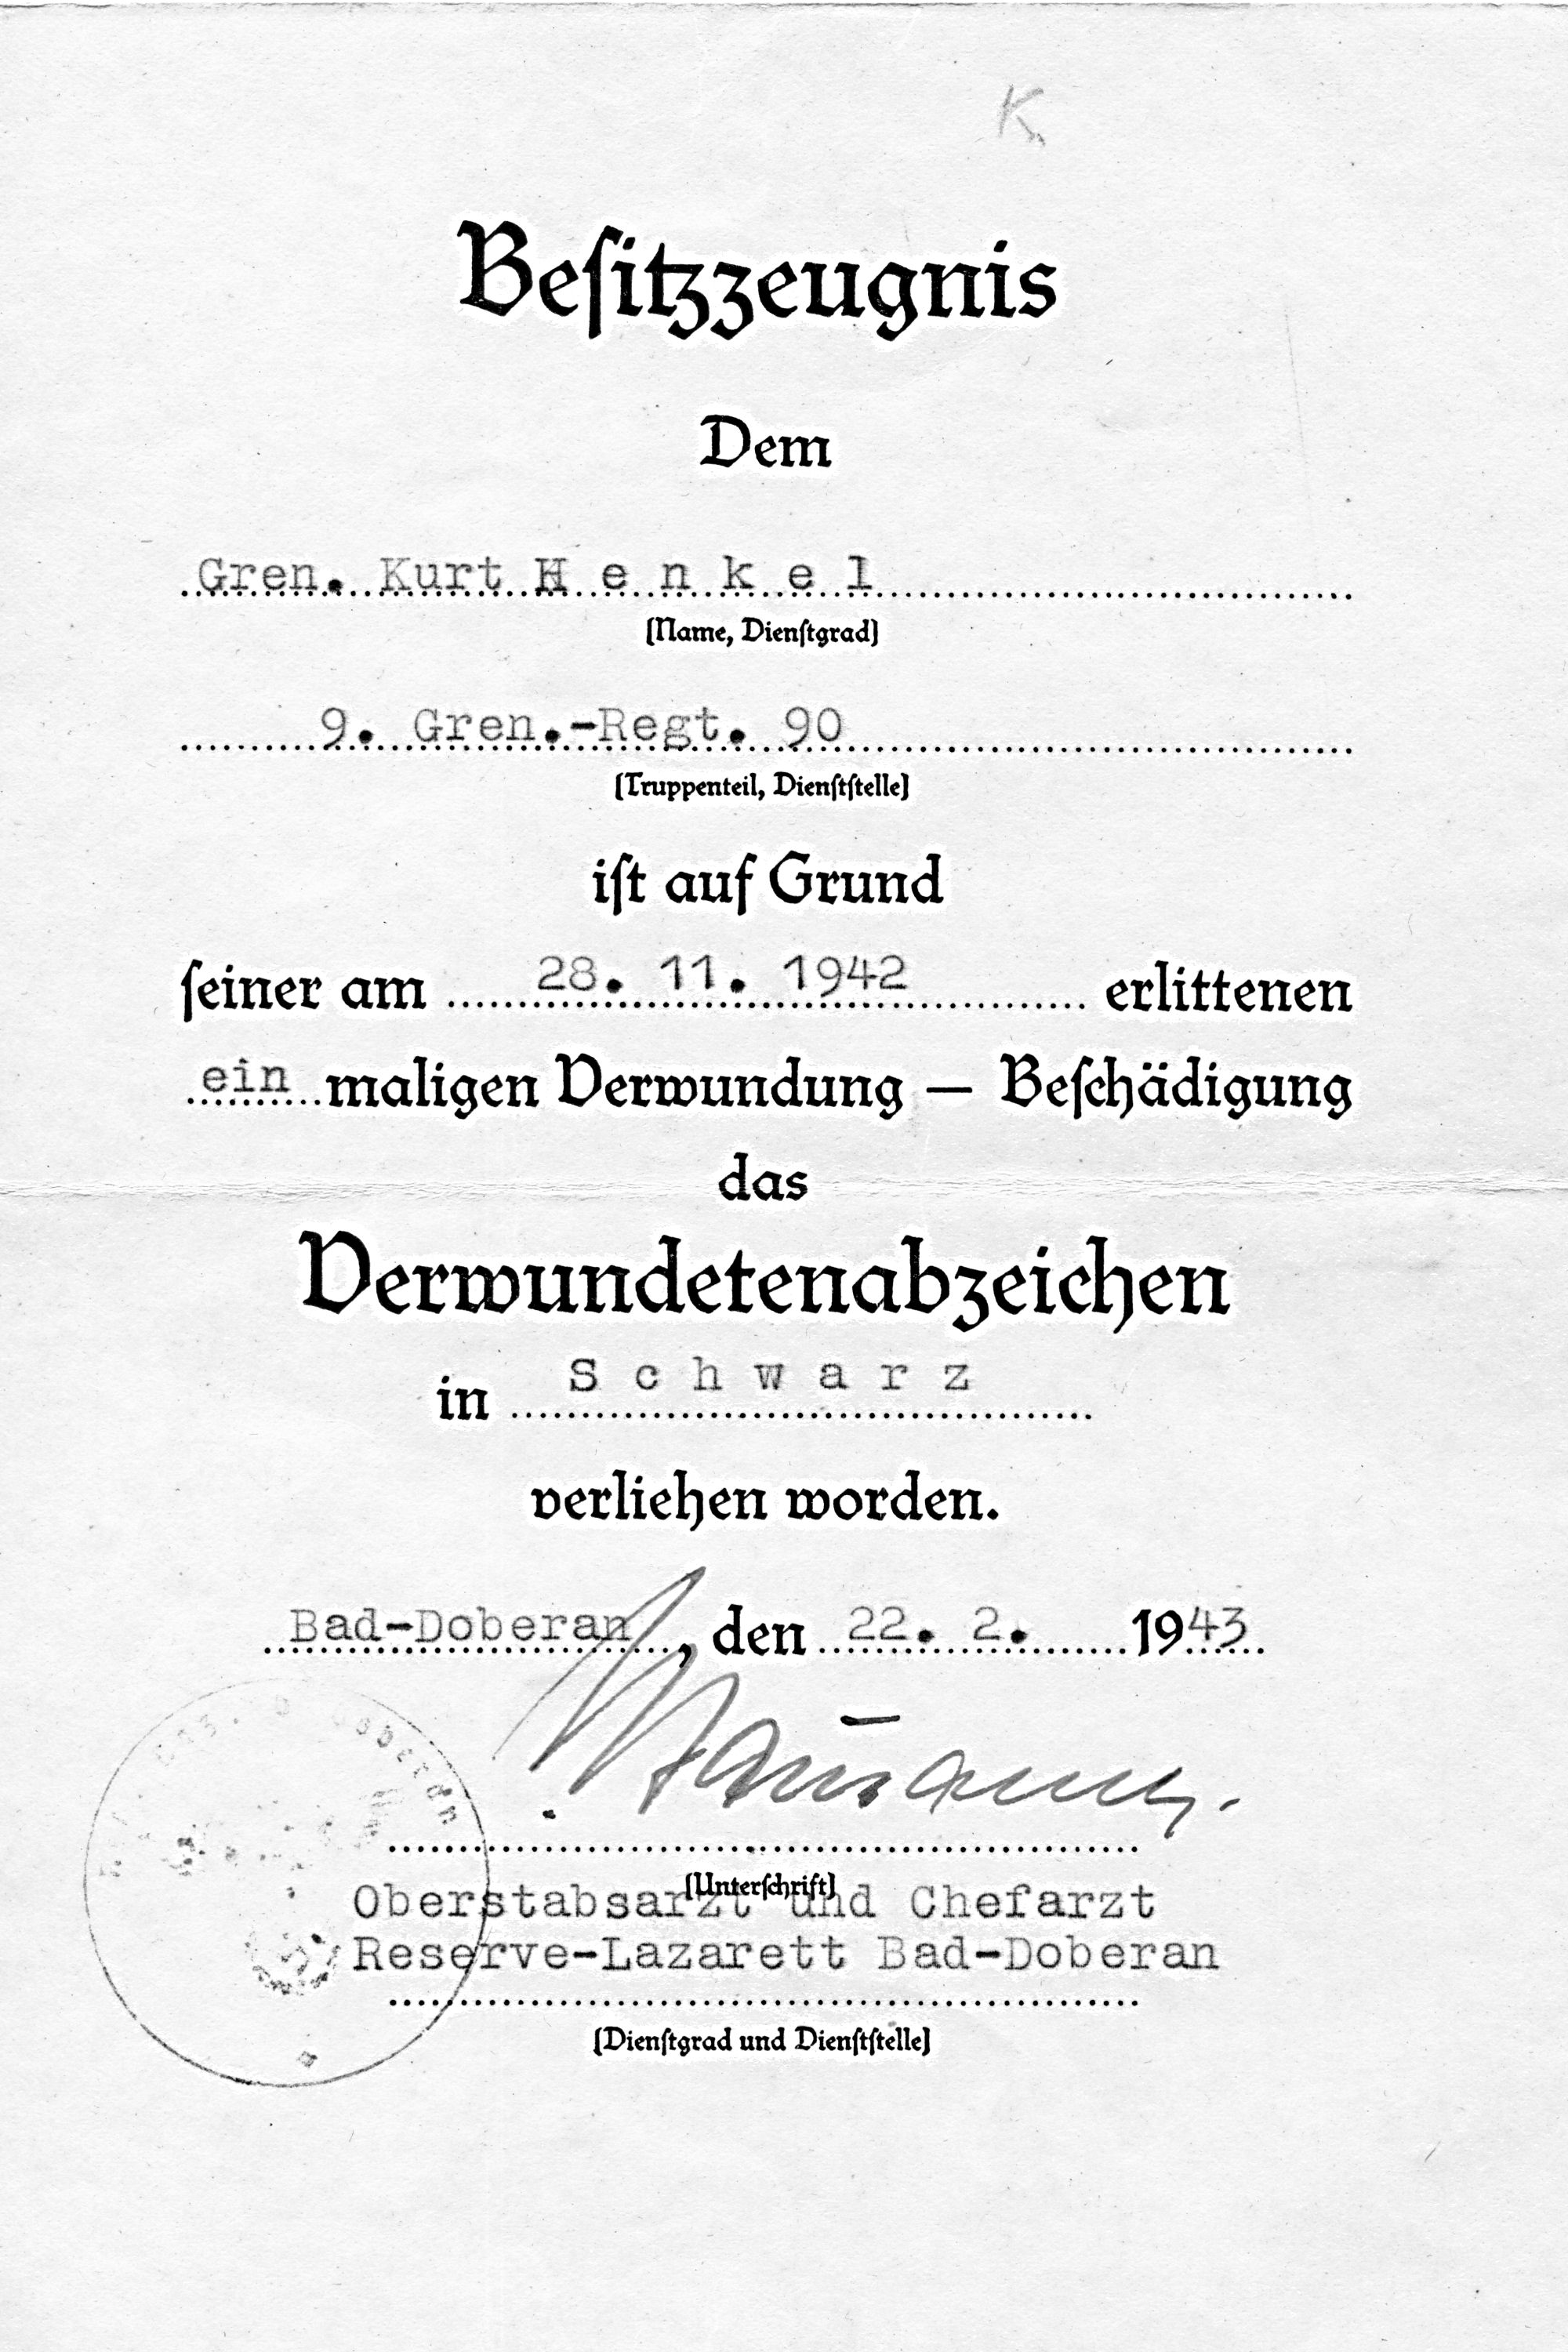 K.
Besitzzeugnis
Dem
Gren. Kurt H e n k e l
(Name, Dienstgrad)
9. Gren.-Regt. 90
(Truppenteil, Dienststelle)
ist auf Grund
seiner am 28. 11. 1942 erlittenen
ein maligen Verwundung — Beschädigung
das
Verwundetenabzeichen
in S c h w a r z
verliehen worden.
Bad-Doberan, den 22. 2. 1943
(Unterschrift)
Oberstabsarzt und Chefarzt
Reserve-Lazarett Bad-Doberan
(Dienstgrad und Dienststelle)